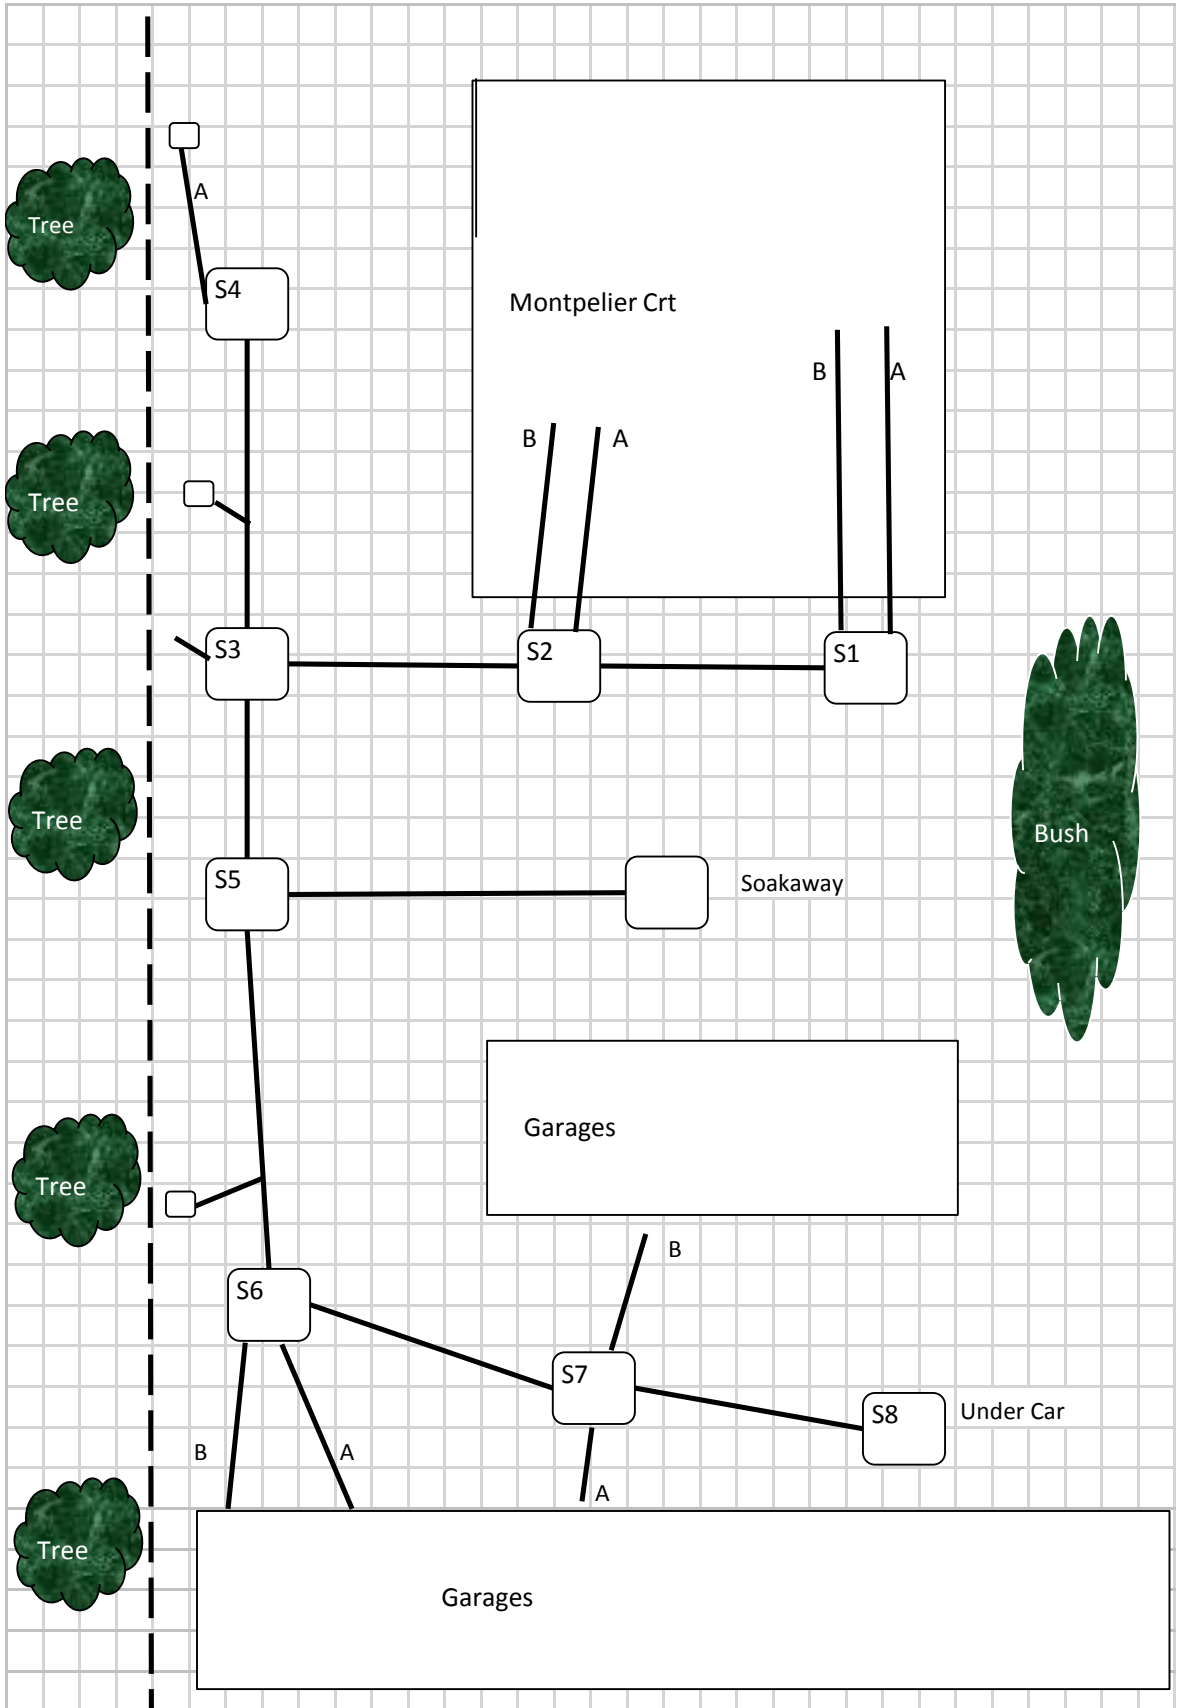 A
Tree
S4
Montpelier Crt
B
A
B
A
Tree
S3
S2
S1
Tree
Bush
S5
Soakaway
Garages
Tree
B
S6
S7
S8
Under Car
B
A
A
Tree
Garages